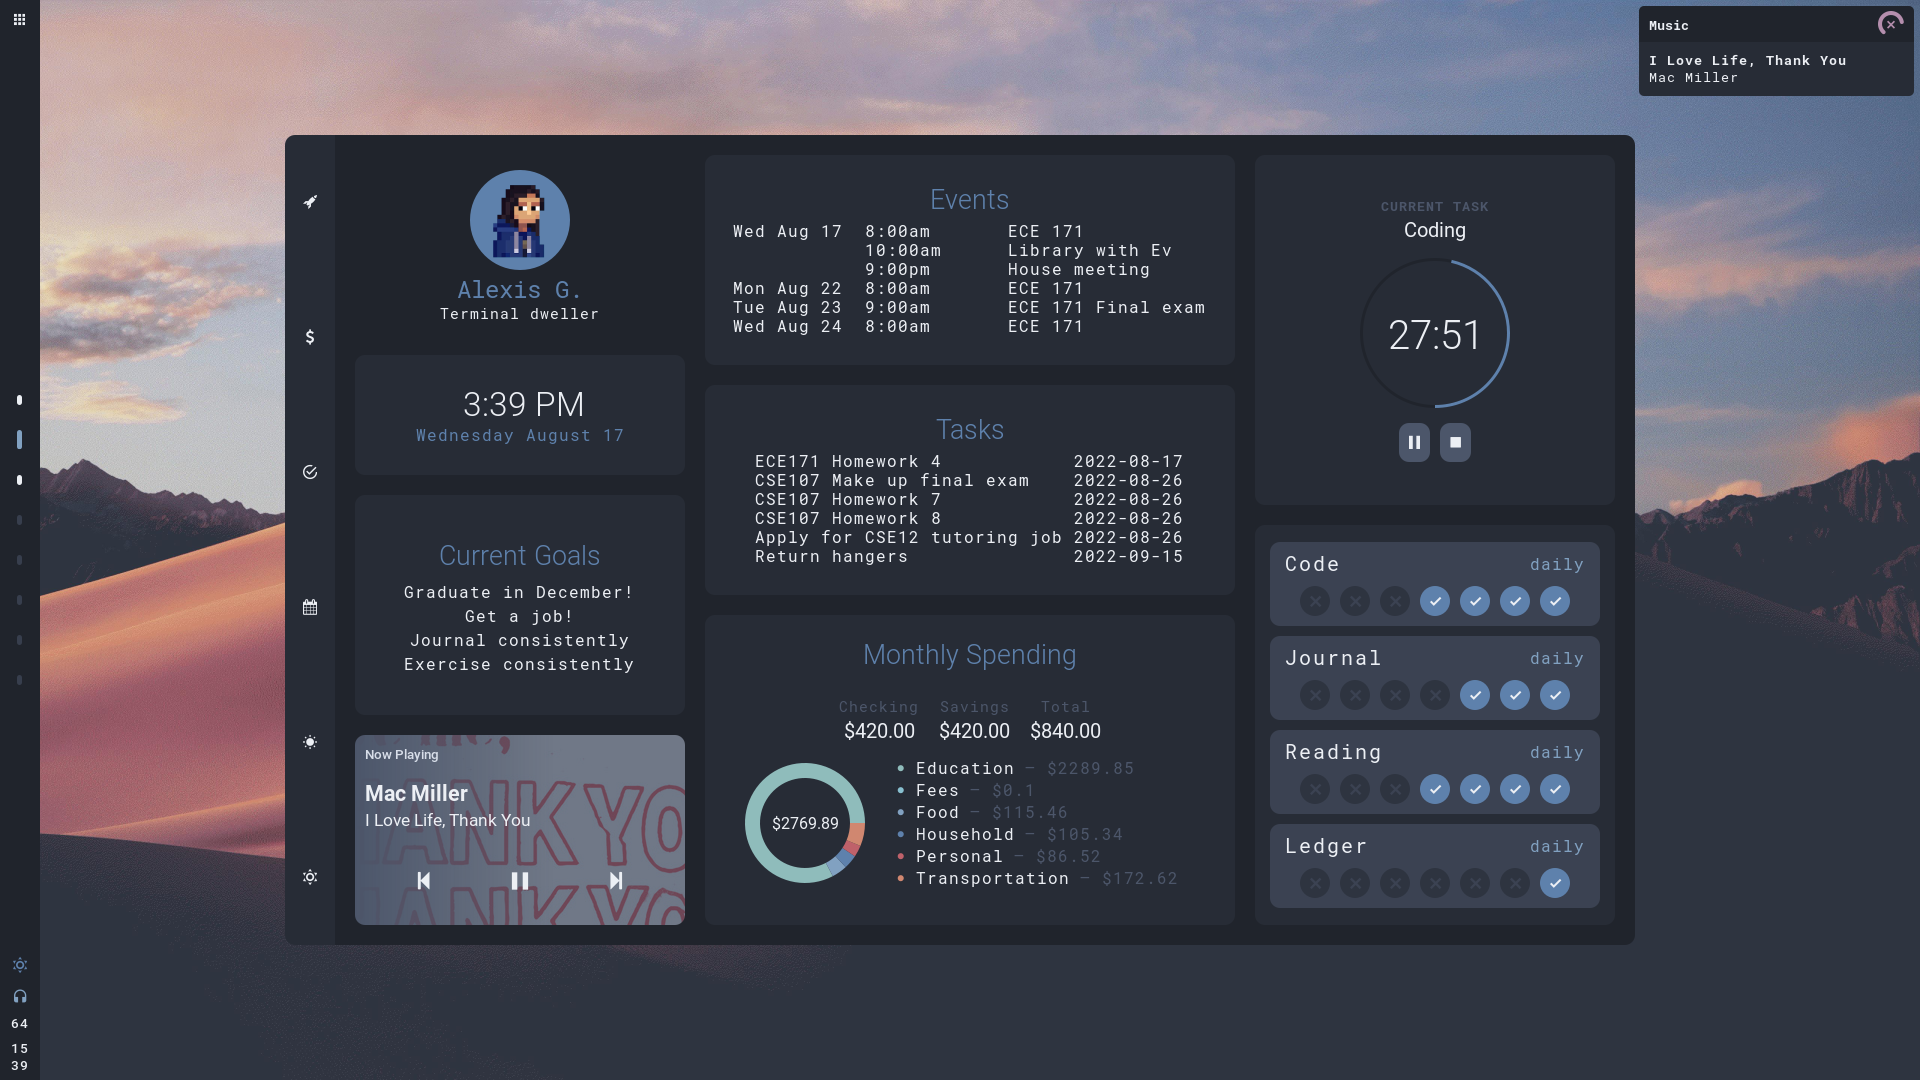 Music
I Love Life, Thank You
Mac Miller
Alexis G.
Terminal dweller
3:39 PM
Wednesday August 17
Current Goals
Graduate in December!
Get a job!
Journal consistently
Exercise consistently
Now Playing
Mac Miller
I Love Life, Thank You
ANK YO
ANK YO
Events
Wed Aug 17 8:00am ECE 171
10:00am Library with Ev
9:00pm House meeting
Mon Aug 22 8:00am ECE 171
Tue Aug 23 9:00am ECE 171 Final exam
Wed Aug 24 8:00am ECE 171
Tasks
ECE171 Homework 4 2022-08-17
CSE107 Make up final exam 2022-08-26
CSE107 Homework 7 2022-08-26
CSE107 Homework 8 2022-08-26
Apply for CSE12 tutoring job 2022-08-26
Return hangers 2022-09-15
Monthly Spending
Checking Savings Total
$420.00 $420.00 $840.00
$2769.89
• Education — $2289.85
• Fees — $0.1
• Food — $115.46
• Household — $105.34
• Personal — $86.52
• Transportation — $172.62
CURRENT TASK
Coding
27:51
Code daily
Journal daily
Reading daily
Ledger daily
64
15
39